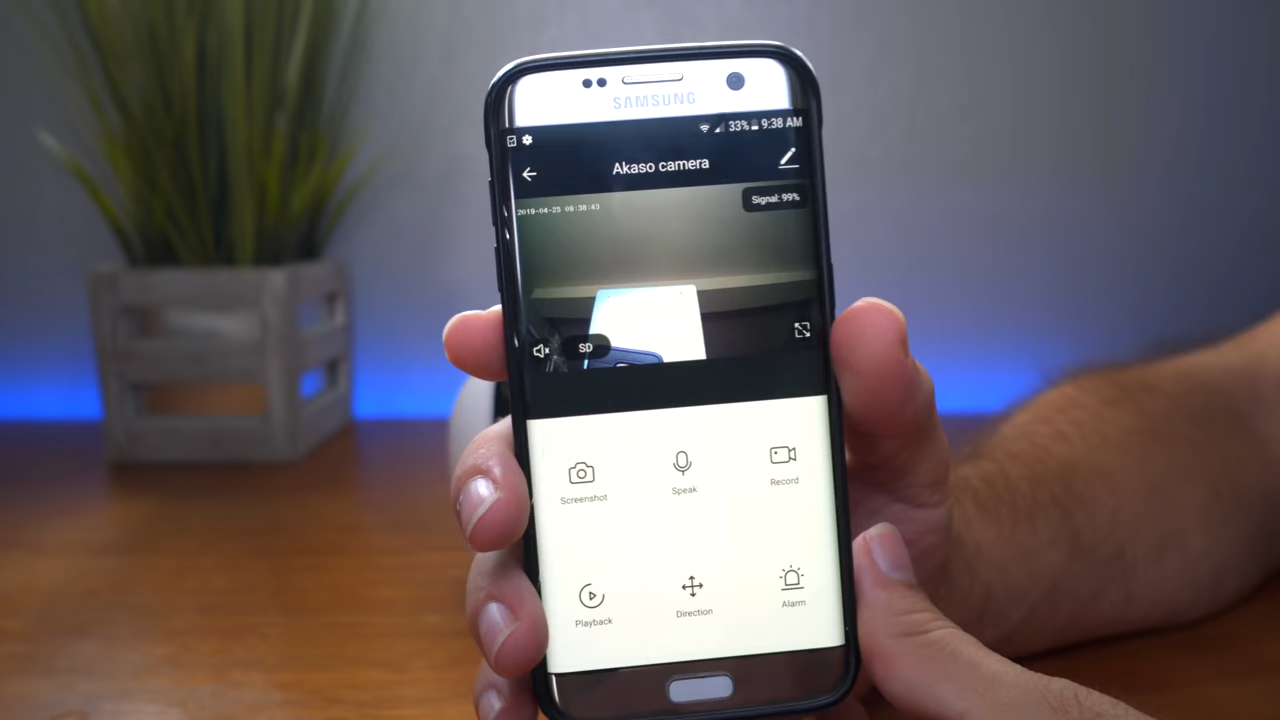 SAMSUNG
33% 9:38 AM
Akaso camera
2019-04-25 09:38:43
Signal: 99%
SD
Screenshot
Speak
Record
Playback
Direction
Alarm